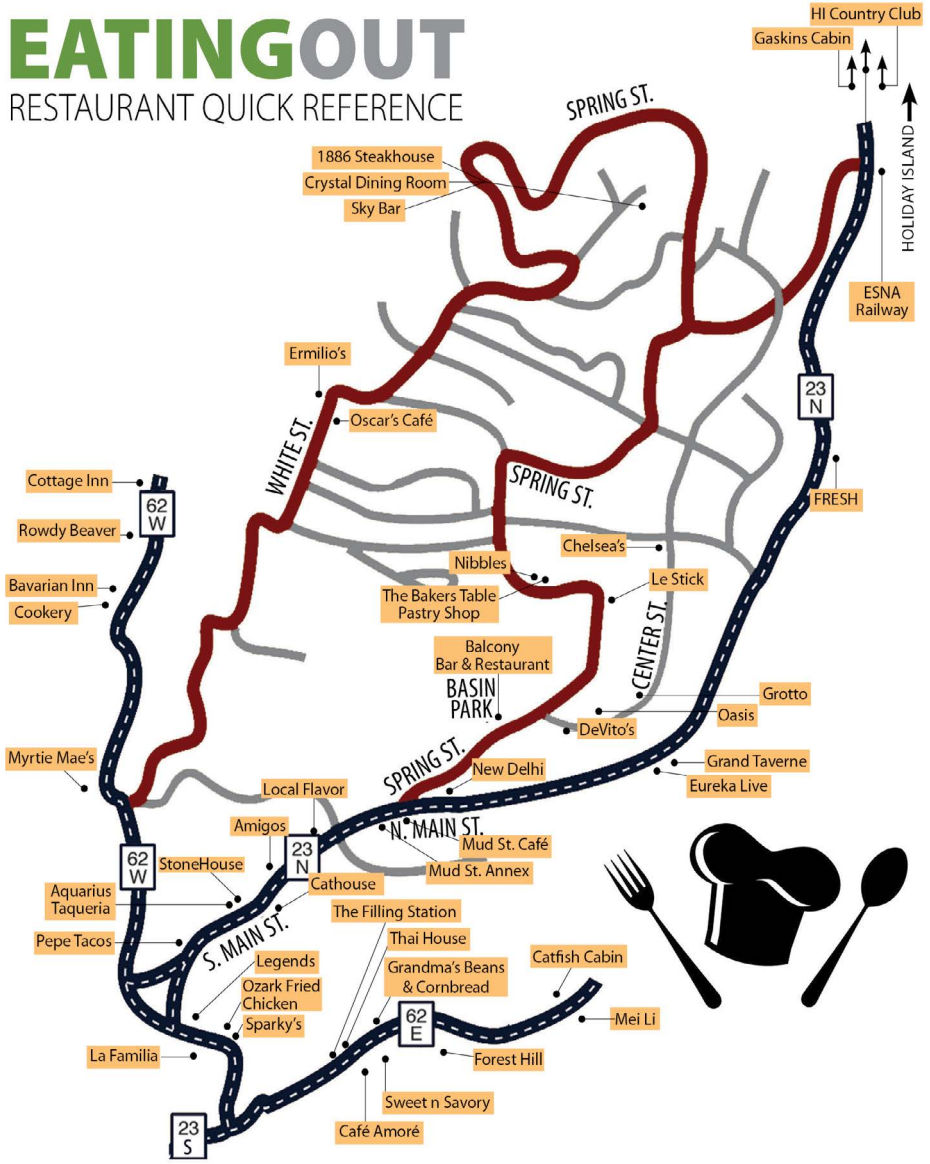 EATINGOUT
RESTAURANT QUICK REFERENCE
HI Country Club
Gaskins Cabin
HOLIDAY ISLAND
SPRING ST.
1886 Steakhouse
Crystal Dining Room
Sky Bar
ESNA
Railway
Ermilio's
23
N
Oscar's Café
WHITE ST.
Cottage Inn
62
W
SPRING ST.
FRESH
Rowdy Beaver
Chelsea's
Nibbles
Bavarian Inn
Cookery
The Bakers Table
Pastry Shop
Le Stick
CENTER ST.
Balcony
Bar & Restaurant
BASIN
PARK
Grotto
Oasis
DeVito's
SPRING ST.
Myrtie Mae's
New Delhi
Grand Taverne
Eureka Live
Local Flavor
Amigos
N. MAIN ST.
Mud St. Café
23
N
62
W
StoneHouse
Mud St. Annex
Aquarius
Taqueria
Cathouse
The Filling Station
Pepe Tacos
S. MAIN ST.
Thai House
Legends
Catfish Cabin
Grandma's Beans
& Cornbread
Ozark Fried
Chicken
Sparky's
62
E
Mei Li
La Familia
Forest Hill
Sweet n Savory
Café Amoré
23
S